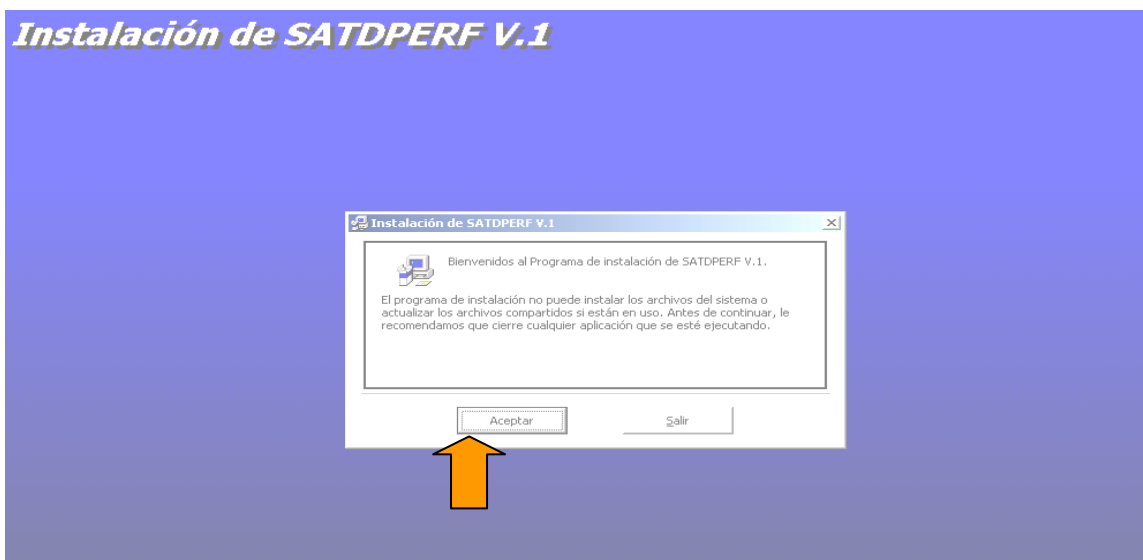 Instalación de SATDPERF V.1
Instalación de SATDPERF V.1
Bienvenidos al Programa de instalación de SATDPERF V.1.
El programa de instalación no puede instalar los archivos del sistema o
actualizar los archivos compartidos si están en uso. Antes de continuar, le
recomendamos que cierre cualquier aplicación que se esté ejecutando.
Aceptar
Salir